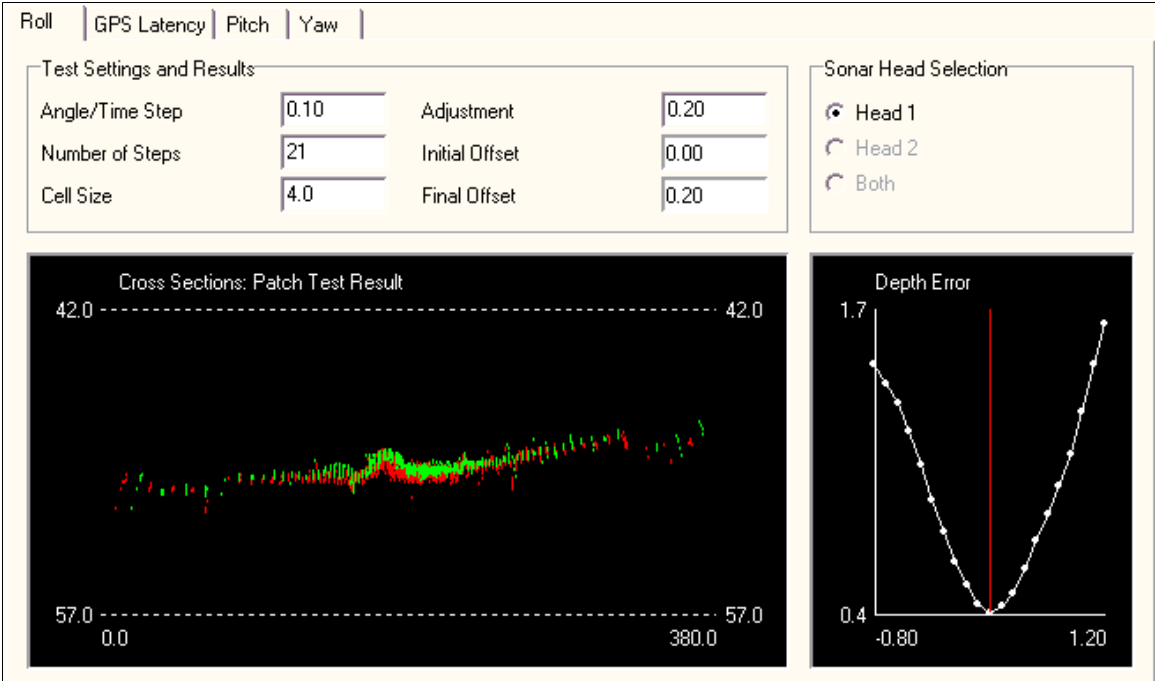 Roll GPS Latency Pitch Yaw
Test Settings and Results
Angle/Time Step 0.10 Adjustment 0.20
Number of Steps 21 Initial Offset 0.00
Cell Size 4.0 Final Offset 0.20
Sonar Head Selection
Head 1
Head 2
Both
Cross Sections: Patch Test Result
42.0 42.0
57.0 57.0
0.0 380.0
Depth Error
1.7
0.4
-0.80 1.20